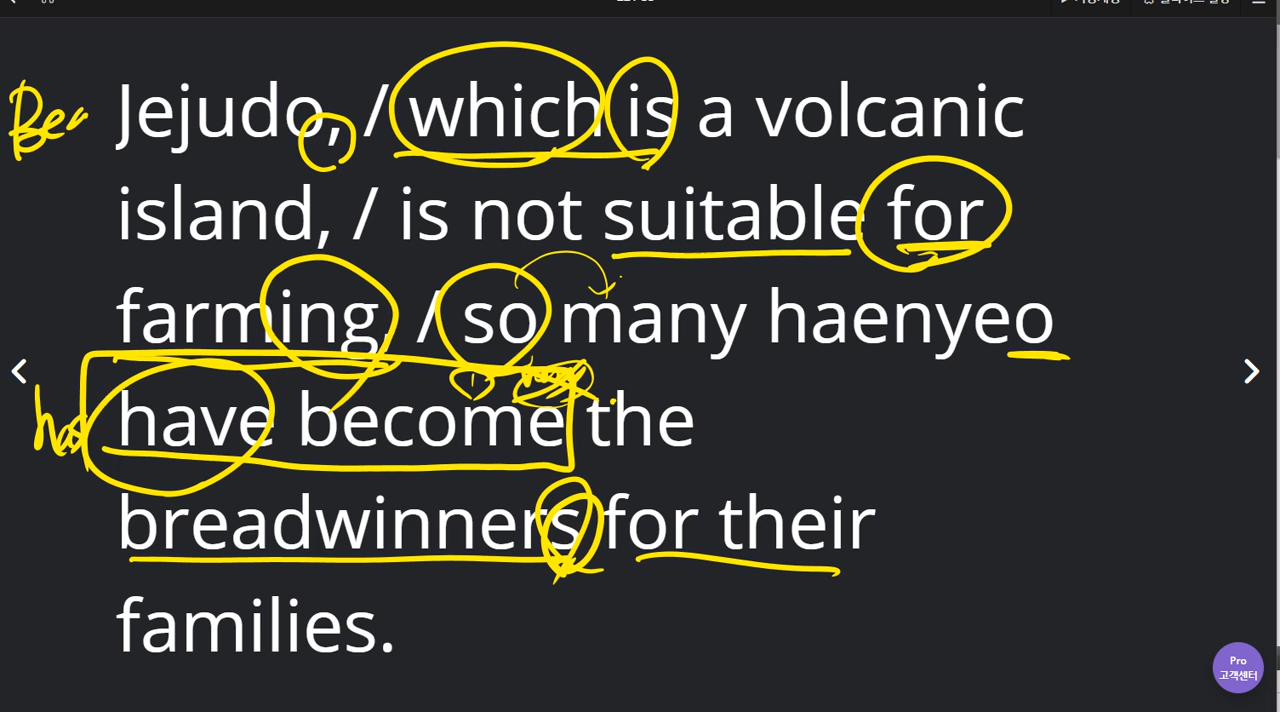 Jejudo, / which is a volcanic
island, / is not suitable for
farming, / so many haenyeo
have become the
breadwinners for their
families.
has
Pro
고객센터